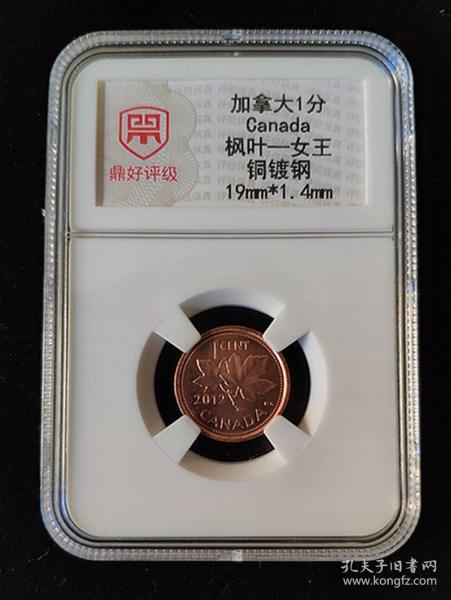 加拿大1分
Canada
枫叶—女王
铜镀钢
19mm*1.4mm
鼎好评级
1 CENT
2012
CANADA
孔夫子旧书网
www.kongfz.com